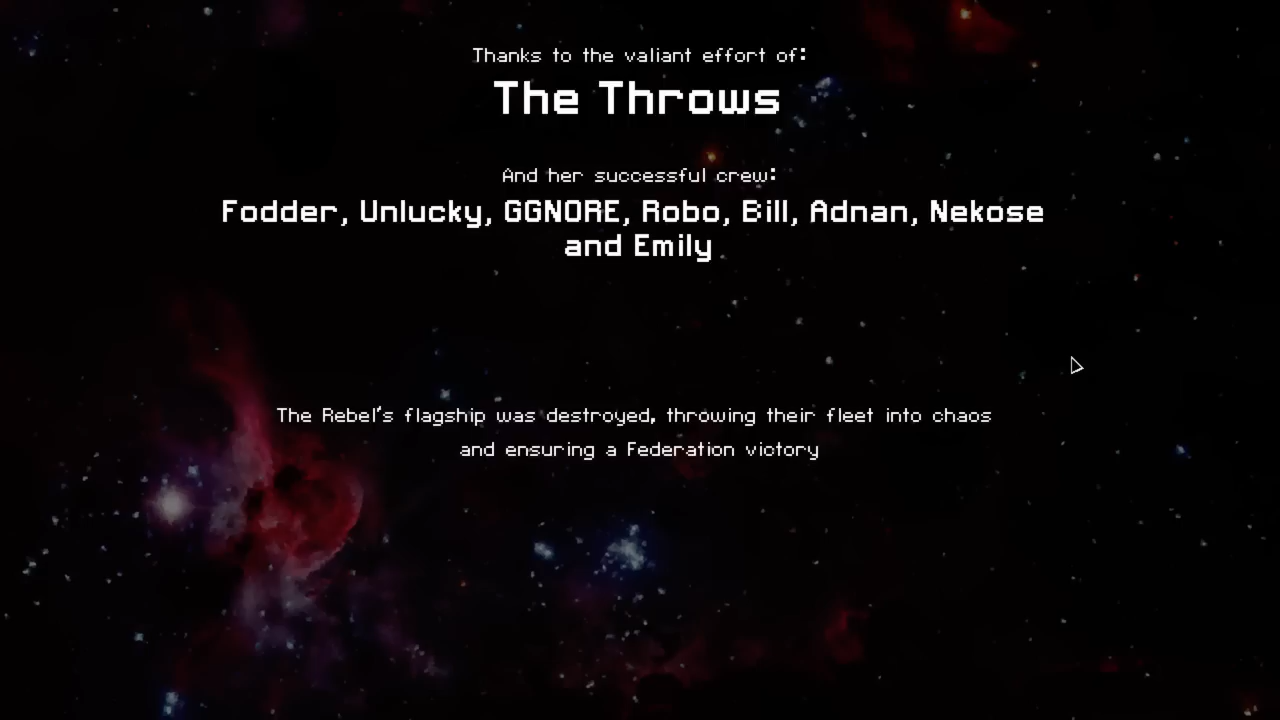 Thanks to the valiant effort of:
The Throws
And her successful crew:
Fodder, Unlucky, GGNORE, Robo, Bill, Adnan, Nekose
and Emily
The Rebel's flagship was destroyed, throwing their fleet into chaos
and ensuring a Federation victory